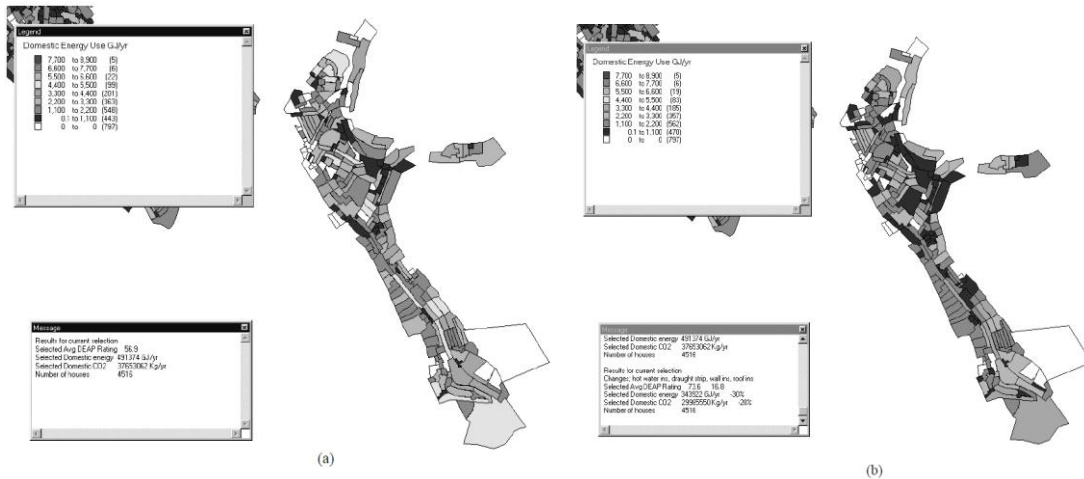 Legend
Domestic Energy Use GJ/yr
7,700 to 8,900 (5)
6,600 to 7,700 (6)
5,500 to 6,600 (22)
4,400 to 5,500 (99)
3,300 to 4,400 (201)
2,200 to 3,300 (363)
1,100 to 2,200 (548)
0.1 to 1,100 (443)
0 to 0 (797)
Message
Results for current selection
Selected Avg DEAP Rating 56.9
Selected Domestic energy 491374 GJ/yr
Selected Domestic CO2 37653062 Kg/yr
Number of houses 4516
(a)
Legend
Domestic Energy Use GJ/yr
7,700 to 8,900 (5)
6,600 to 7,700 (6)
5,500 to 6,600 (19)
4,400 to 5,500 (83)
3,300 to 4,400 (185)
2,200 to 3,300 (357)
1,100 to 2,200 (562)
0.1 to 1,100 (470)
0 to 0 (797)
Message
Selected Domestic energy 491374 GJ/yr
Selected Domestic CO2 37653062 Kg/yr
Number of houses 4516
Results for current selection
Changes; hot water ins, draught strip, wall ins, roof ins
Selected Avg DEAP Rating 73.6 16.8
Selected Domestic energy 343922 GJ/yr -30%
Selected Domestic CO2 29985550 Kg/yr
Number of houses 4516
(b)